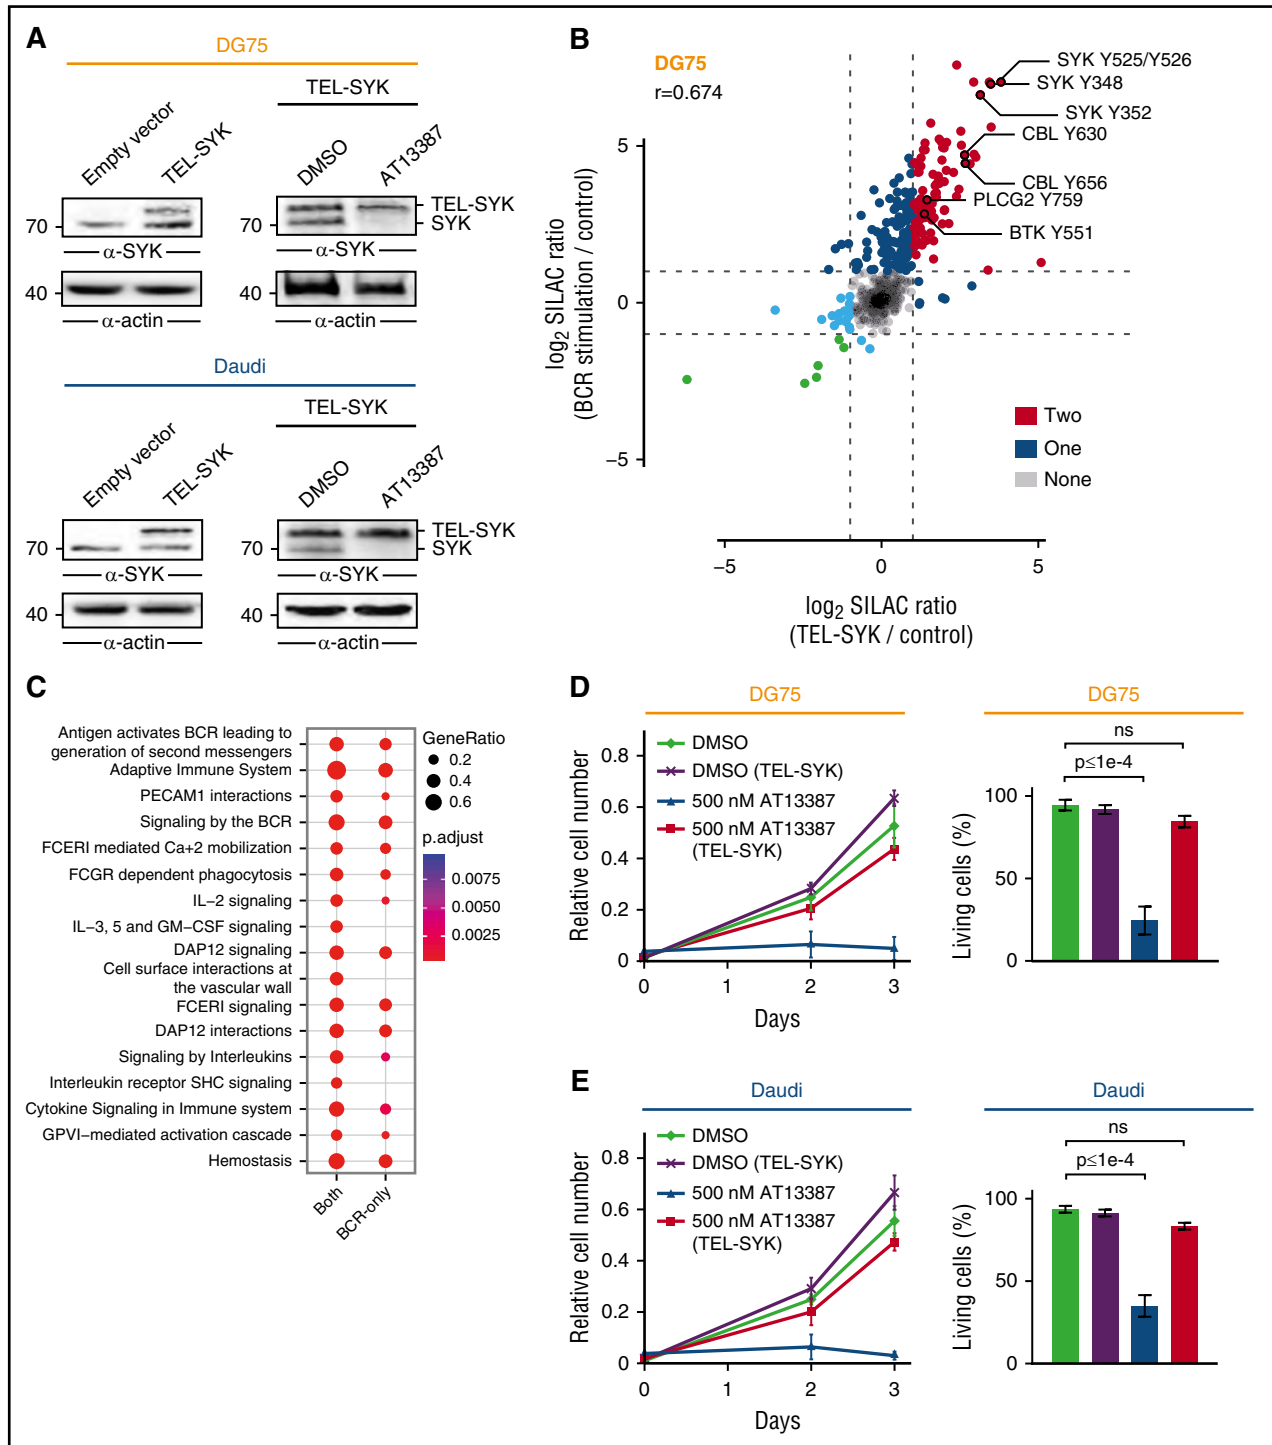 A
DG75
TEL-SYK
Empty vector
TEL-SYK
DMSO
AT13387
70
70
TEL-SYK
SYK
α-SYK
α-SYK
40
40
α-actin
α-actin
Daudi
TEL-SYK
Empty vector
TEL-SYK
DMSO
AT13387
70
70
TEL-SYK
SYK
α-SYK
α-SYK
40
40
α-actin
α-actin
B
DG75
r=0.674
SYK Y525/Y526
SYK Y348
SYK Y352
CBL Y630
CBL Y656
PLCG2 Y759
BTK Y551
5
0
−5
log2 SILAC ratio
(BCR stimulation / control)
Two
One
None
−5
0
5
log2 SILAC ratio
(TEL-SYK / control)
C
Antigen activates BCR leading to
generation of second messengers
Adaptive Immune System
PECAM1 interactions
Signaling by the BCR
FCERI mediated Ca+2 mobilization
FCGR dependent phagocytosis
IL-2 signaling
IL-3, 5 and GM-CSF signaling
DAP12 signaling
Cell surface interactions at
the vascular wall
FCERI signaling
DAP12 interactions
Signaling by Interleukins
Interleukin receptor SHC signaling
Cytokine Signaling in Immune system
GPVI−mediated activation cascade
Hemostasis
Both
BCR-only
GeneRatio
0.2
0.4
0.6
p.adjust
0.0075
0.0050
0.0025
D
DG75
DMSO
DMSO (TEL-SYK)
500 nM AT13387
500 nM AT13387
(TEL-SYK)
Relative cell number
0.8
0.6
0.4
0.2
0
0
1
2
3
Days
DG75
ns
p≤1e-4
Living cells (%)
100
50
0
E
Daudi
DMSO
DMSO (TEL-SYK)
500 nM AT13387
500 nM AT13387
(TEL-SYK)
Relative cell number
0.8
0.6
0.4
0.2
0
0
1
2
3
Days
Daudi
ns
p≤1e-4
Living cells (%)
100
50
0